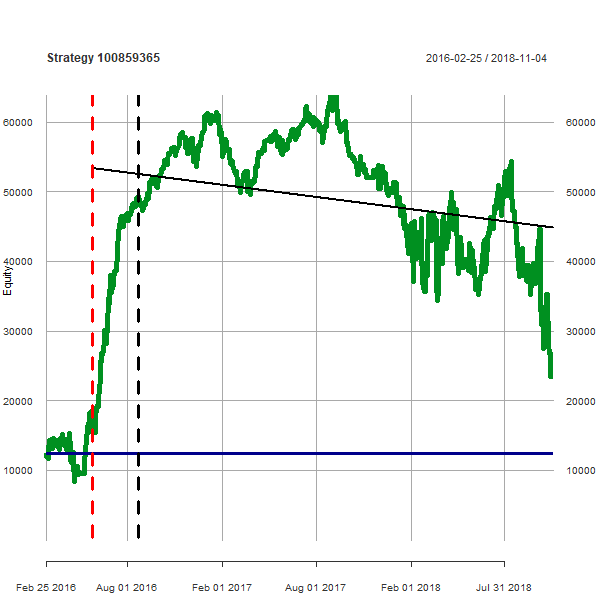 Strategy 100859365
2016-02-25 / 2018-11-04
60000
60000
50000
50000
40000
40000
Equity
30000
30000
20000
20000
10000
10000
Feb 25 2016
Aug 01 2016
Feb 01 2017
Aug 01 2017
Feb 01 2018
Jul 31 2018